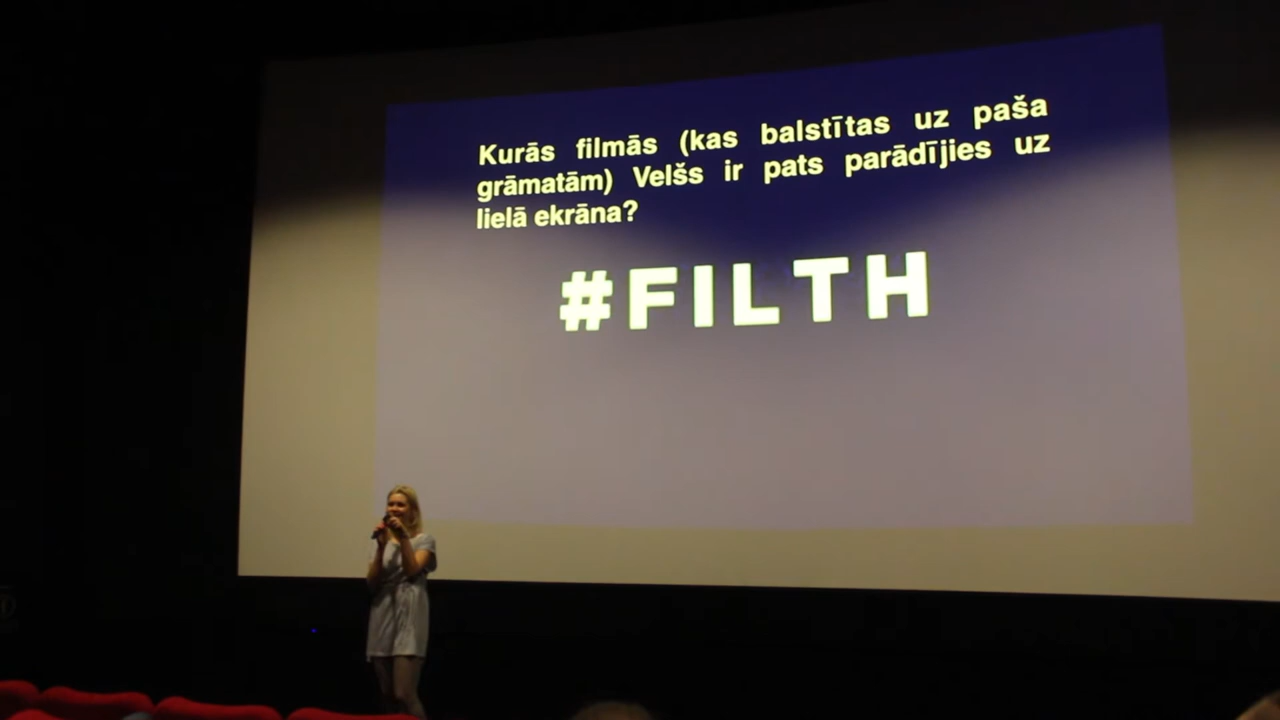 Kurās filmās (kas balstītas uz paša
grāmatām) Velšs ir pats parādījies uz
lielā ekrāna?
#FILTH